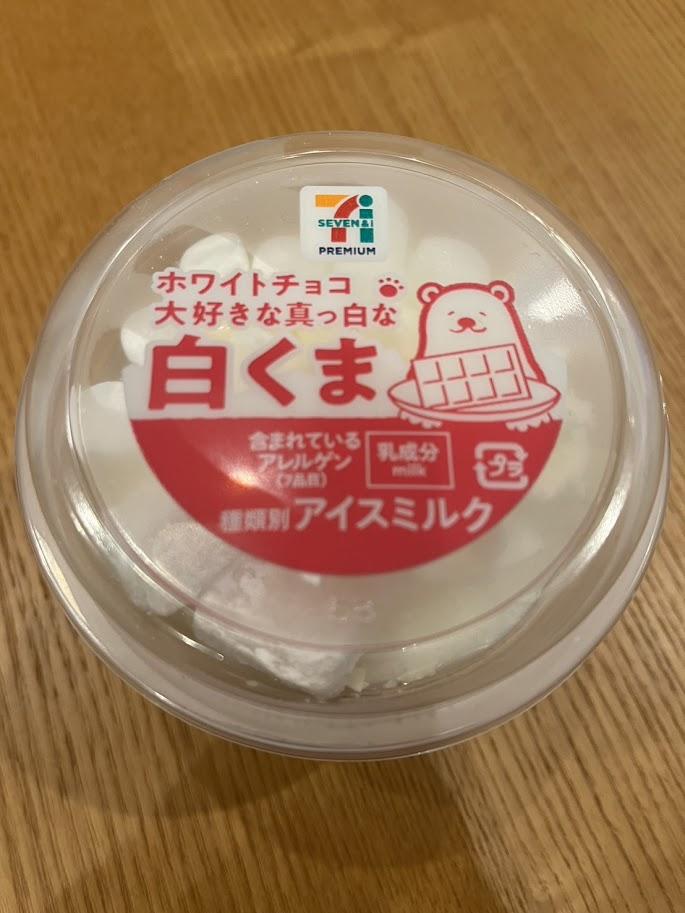 SEVEN&i
PREMIUM
ホワイトチョコ
大好きな真っ白な
白くま
含まれている
アレルゲン
(7品目)
乳成分
milk
プラ
種類別 アイスミルク